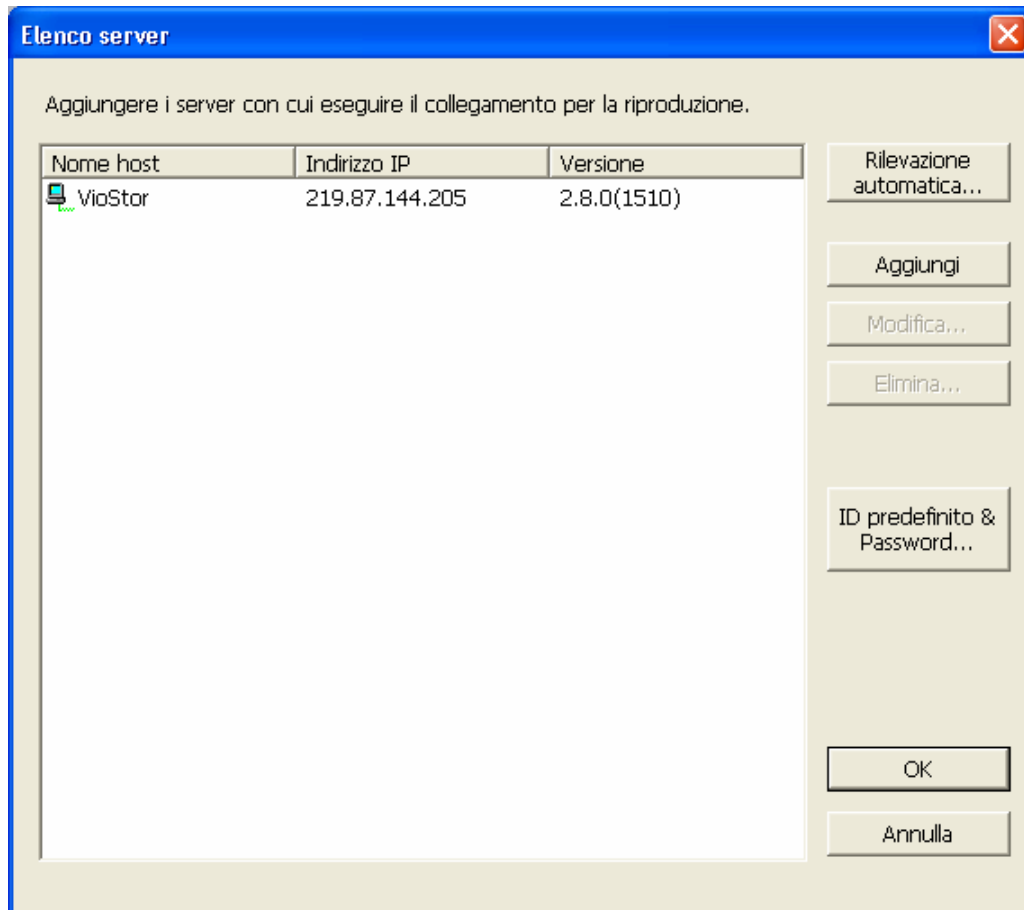 Elenco server
Aggiungere i server con cui eseguire il collegamento per la riproduzione.
Nome host Indirizzo IP Versione
VioStor 219.87.144.205 2.8.0(1510)
Rilevazione
automatica...
Aggiungi
Modifica...
Elimina...
ID predefinito &
Password...
OK
Annulla